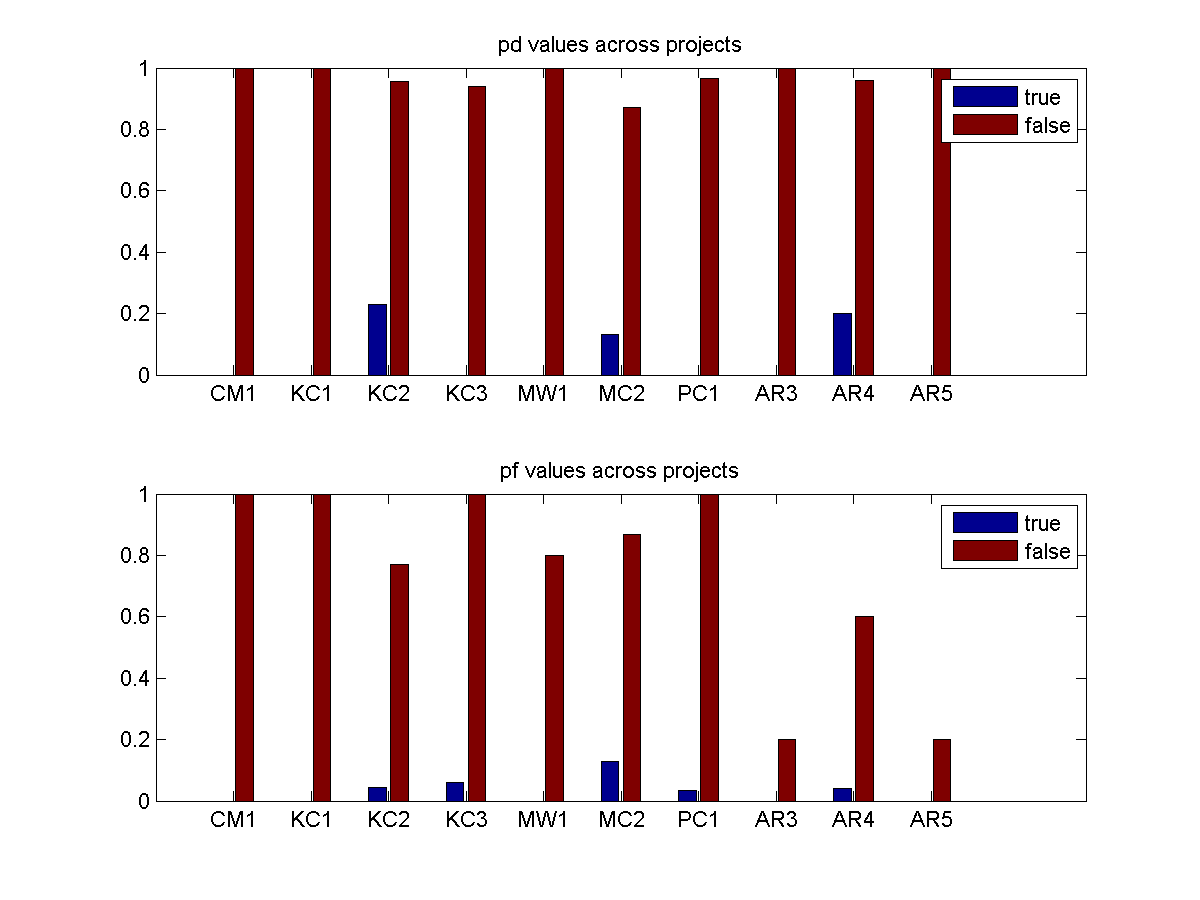 pd values across projects
1
0.8
0.6
0.4
0.2
0
true
false
CM1 KC1 KC2 KC3 MW1 MC2 PC1 AR3 AR4 AR5
pf values across projects
1
0.8
0.6
0.4
0.2
0
true
false
CM1 KC1 KC2 KC3 MW1 MC2 PC1 AR3 AR4 AR5